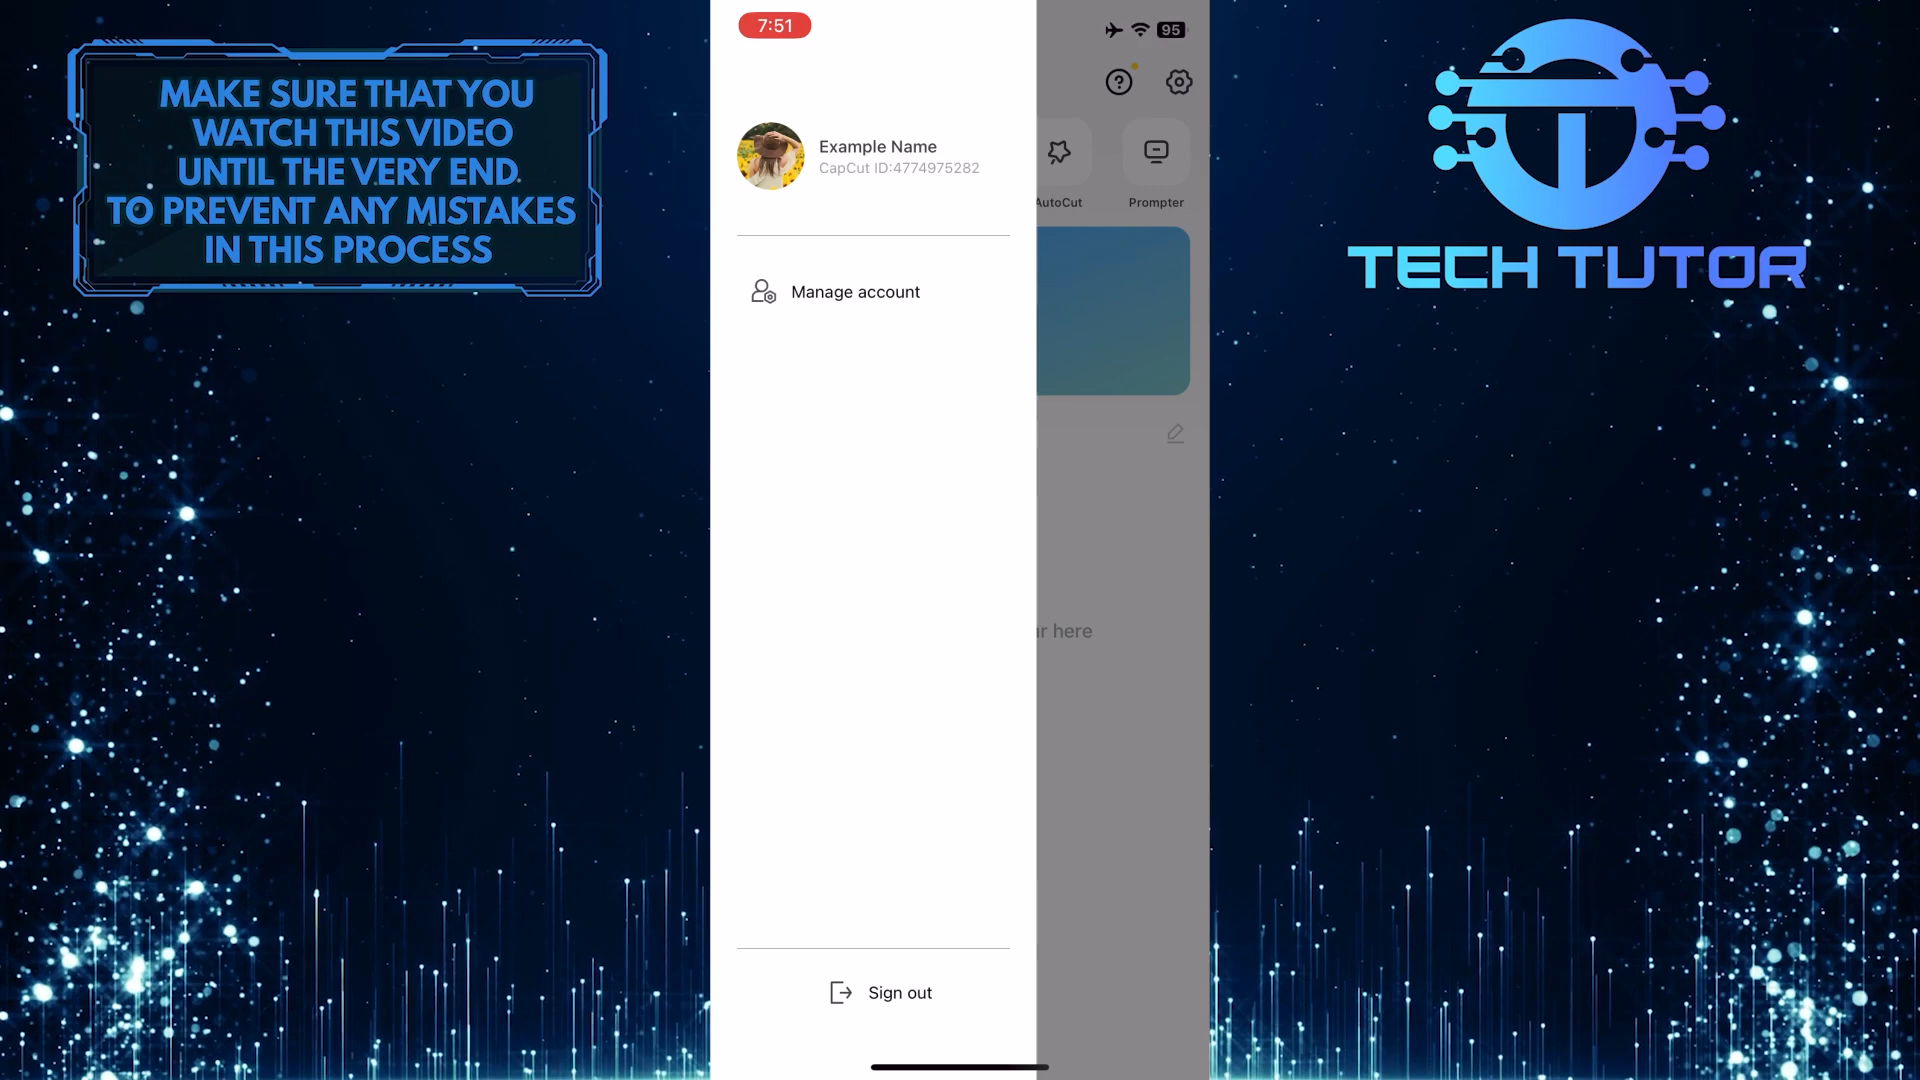 MAKE SURE THAT YOU
WATCH THIS VIDEO
UNTIL THE VERY END
TO PREVENT ANY MISTAKES
IN THIS PROCESS
7:51
95
Example Name
CapCut ID:4774975282
AutoCut
Prompter
Manage account
r here
Sign out
TECH TUTOR